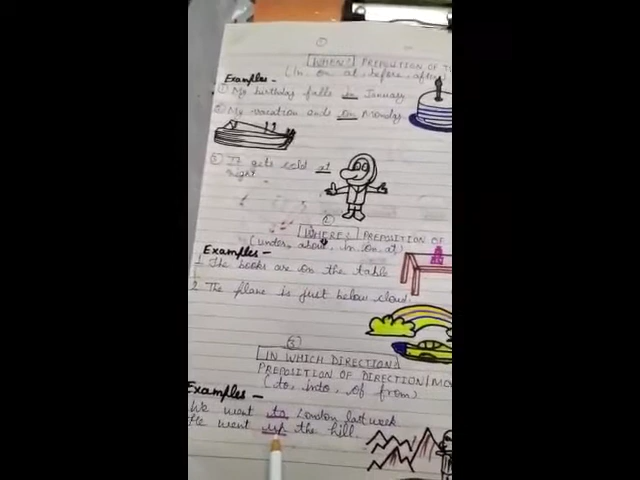 1
WHEN? PREPOSITION OF
(In, on, at, before, after)
Examples -
1 My birthday falls in January
2 My vacation ends on Monday
3 It gets cold at
night
2
WHERE? PREPOSITION OF
(under, above, in, on, at)
Examples -
1. The books are on the table
2. The plane is just below cloud
3
IN WHICH DIRECTION?
PREPOSITION OF DIRECTION/MO
(to, into, of from)
Examples -
We went to London last week
He went up the hill.